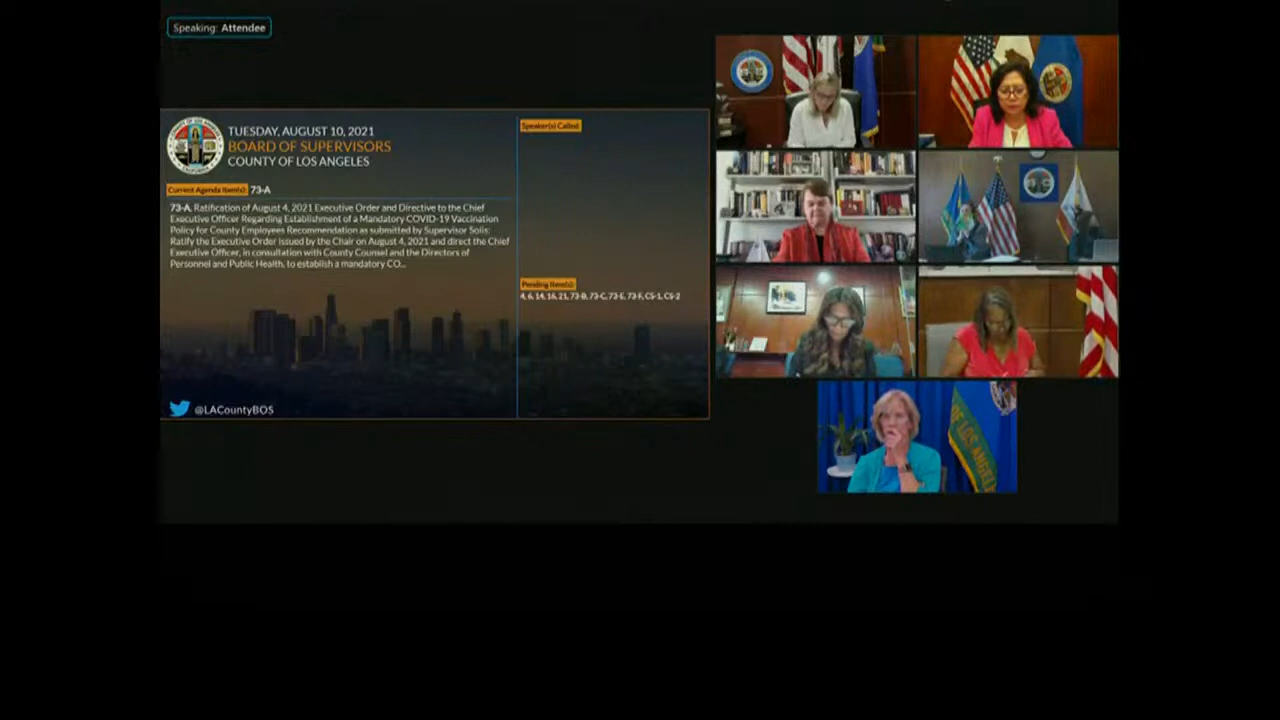 Speaking: Attendee
TUESDAY, AUGUST 10, 2021
BOARD OF SUPERVISORS
COUNTY OF LOS ANGELES
Current Agenda Item(s): 73-A
73-A. Ratification of August 4, 2021 Executive Order and Directive to the Chief
Executive Officer Regarding Establishment of a Mandatory COVID-19 Vaccination
Policy for County Employees Recommendation as submitted by Supervisor Solis:
Ratify the Executive Order issued by the Chair on August 4, 2021 and direct the Chief
Executive Officer, in consultation with County Counsel and the Directors of
Personnel and Public Health, to establish a mandatory CO...
@LACountyBOS
Speaker(s) Called:
Pending Item(s):
4, 6, 14, 16, 21, 73-B, 73-C, 73-E, 73-F, CS-1, CS-2
OF LOS ANGELES